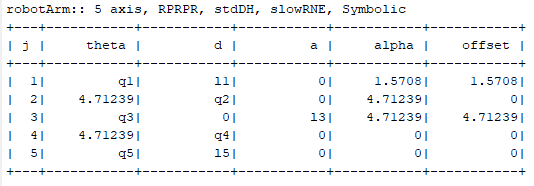 robotArm:: 5 axis, RPRPR, stdDH, slowRNE, Symbolic
+---+-----------+-----------+-----------+-----------+-----------+
| j |     theta |         d |         a |     alpha |    offset |
+---+-----------+-----------+-----------+-----------+-----------+
|  1|         q1|         l1|          0|     1.5708|     1.5708|
|  2|    4.71239|         q2|          0|    4.71239|          0|
|  3|         q3|          0|         l3|    4.71239|    4.71239|
|  4|    4.71239|         q4|          0|          0|          0|
|  5|         q5|         l5|          0|          0|          0|
+---+-----------+-----------+-----------+-----------+-----------+